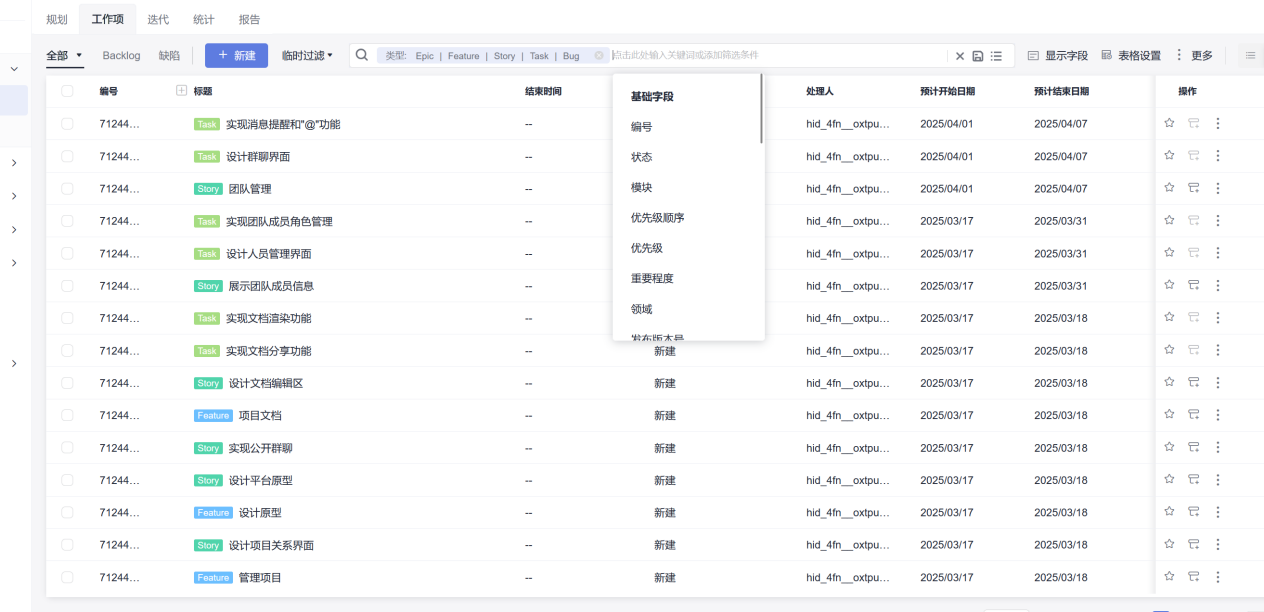 规划 工作项 迭代 统计 报告
全部 Backlog 缺陷 新建 临时过滤 类型: Epic | Feature | Story | Task | Bug 点击此处输入关键词或添加筛选条件 显示字段 表格设置 更多
编号 标题 结束时间 处理人 预计开始日期 预计结束日期 操作
基础字段
编号
状态
模块
优先级顺序
优先级
重要程度
领域
发布版本号
71244... Task 实现消息提醒和"@"功能 -- hid_4fn__oxtpu... 2025/04/01 2025/04/07
71244... Task 设计群聊界面 -- hid_4fn__oxtpu... 2025/04/01 2025/04/07
71244... Story 团队管理 -- hid_4fn__oxtpu... 2025/04/01 2025/04/07
71244... Task 实现团队成员角色管理 -- hid_4fn__oxtpu... 2025/03/17 2025/03/31
71244... Task 设计人员管理界面 -- hid_4fn__oxtpu... 2025/03/17 2025/03/31
71244... Story 展示团队成员信息 -- hid_4fn__oxtpu... 2025/03/17 2025/03/31
71244... Task 实现文档渲染功能 -- hid_4fn__oxtpu... 2025/03/17 2025/03/18
71244... Task 实现文档分享功能 -- 新建 hid_4fn__oxtpu... 2025/03/17 2025/03/18
71244... Story 设计文档编辑区 -- 新建 hid_4fn__oxtpu... 2025/03/17 2025/03/18
71244... Feature 项目文档 -- 新建 hid_4fn__oxtpu... 2025/03/17 2025/03/18
71244... Story 实现公开群聊 -- 新建 hid_4fn__oxtpu... 2025/03/17 2025/03/18
71244... Story 设计平台原型 -- 新建 hid_4fn__oxtpu... 2025/03/17 2025/03/18
71244... Feature 设计原型 -- 新建 hid_4fn__oxtpu... 2025/03/17 2025/03/18
71244... Story 设计项目关系界面 -- 新建 hid_4fn__oxtpu... 2025/03/17 2025/03/18
71244... Feature 管理项目 -- 新建 hid_4fn__oxtpu... 2025/03/17 2025/03/18